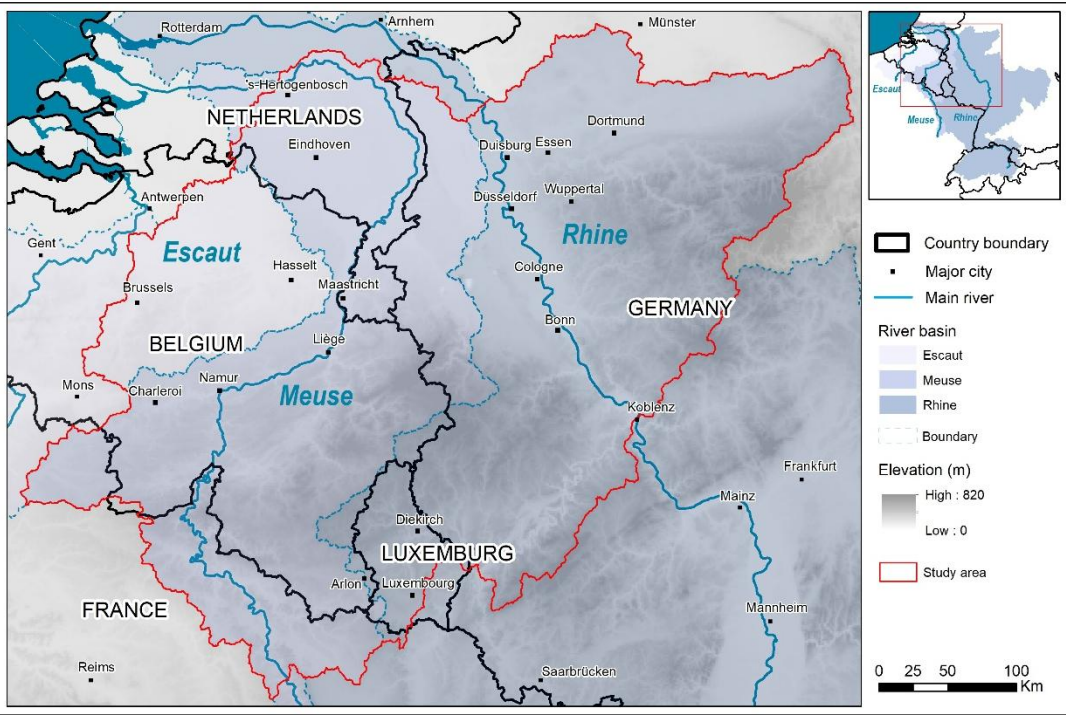 Rotterdam
Arnhem
Münster
's-Hertogenbosch
NETHERLANDS
Eindhoven
Duisburg
Essen
Dortmund
Antwerpen
Düsseldorf
Wuppertal
Gent
Escaut
Rhine
Hasselt
Cologne
Brussels
Maastricht
GERMANY
Bonn
BELGIUM
Liège
Mons
Charleroi
Namur
Meuse
Koblenz
Frankfurt
Mainz
Diekirch
LUXEMBURG
Arlon
Luxembourg
FRANCE
Mannheim
Reims
Saarbrücken
Escaut
Meuse
Rhine
Country boundary
Major city
Main river
River basin
Escaut
Meuse
Rhine
Boundary
Elevation (m)
High : 820
Low : 0
Study area
0 25 50 100
Km